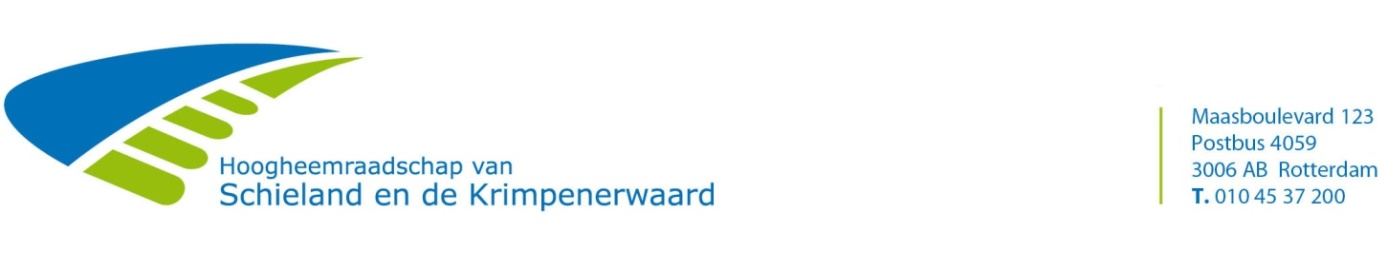 Hoogheemraadschap van
Schieland en de Krimpenerwaard
Maasboulevard 123
Postbus 4059
3006 AB Rotterdam
T. 010 45 37 200